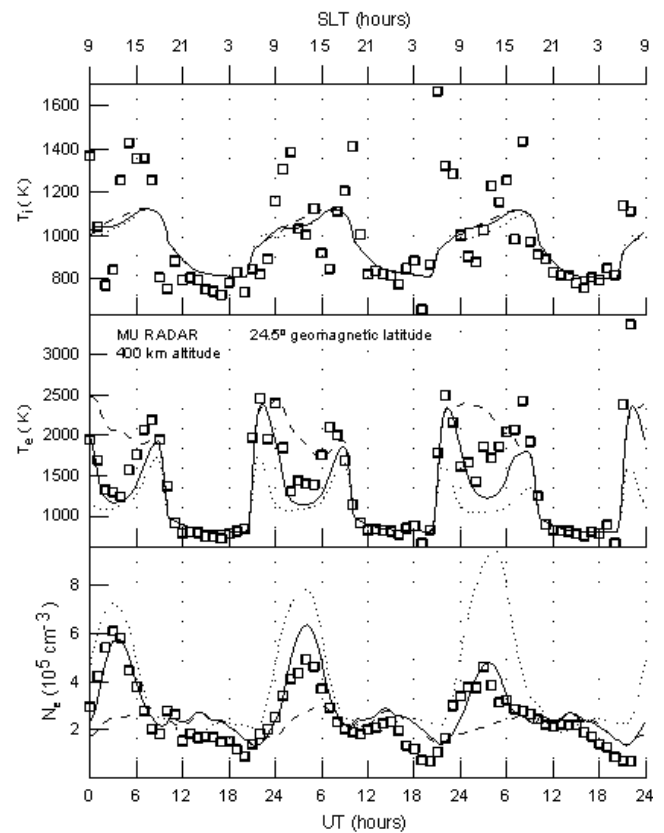 SLT (hours)
9 15 21 3 9 15 21 3 9 15 21 3 9
1600
1400
1200
1000
800
Ti( K)
MU RADAR 24.5º geomagnetic latitude
400 km altitude
3000
2500
2000
1500
1000
Te(K)
8
6
4
2
Ne (10⁵ cm⁻³)
0 6 12 18 24 6 12 18 24 6 12 18 24
UT (hours)